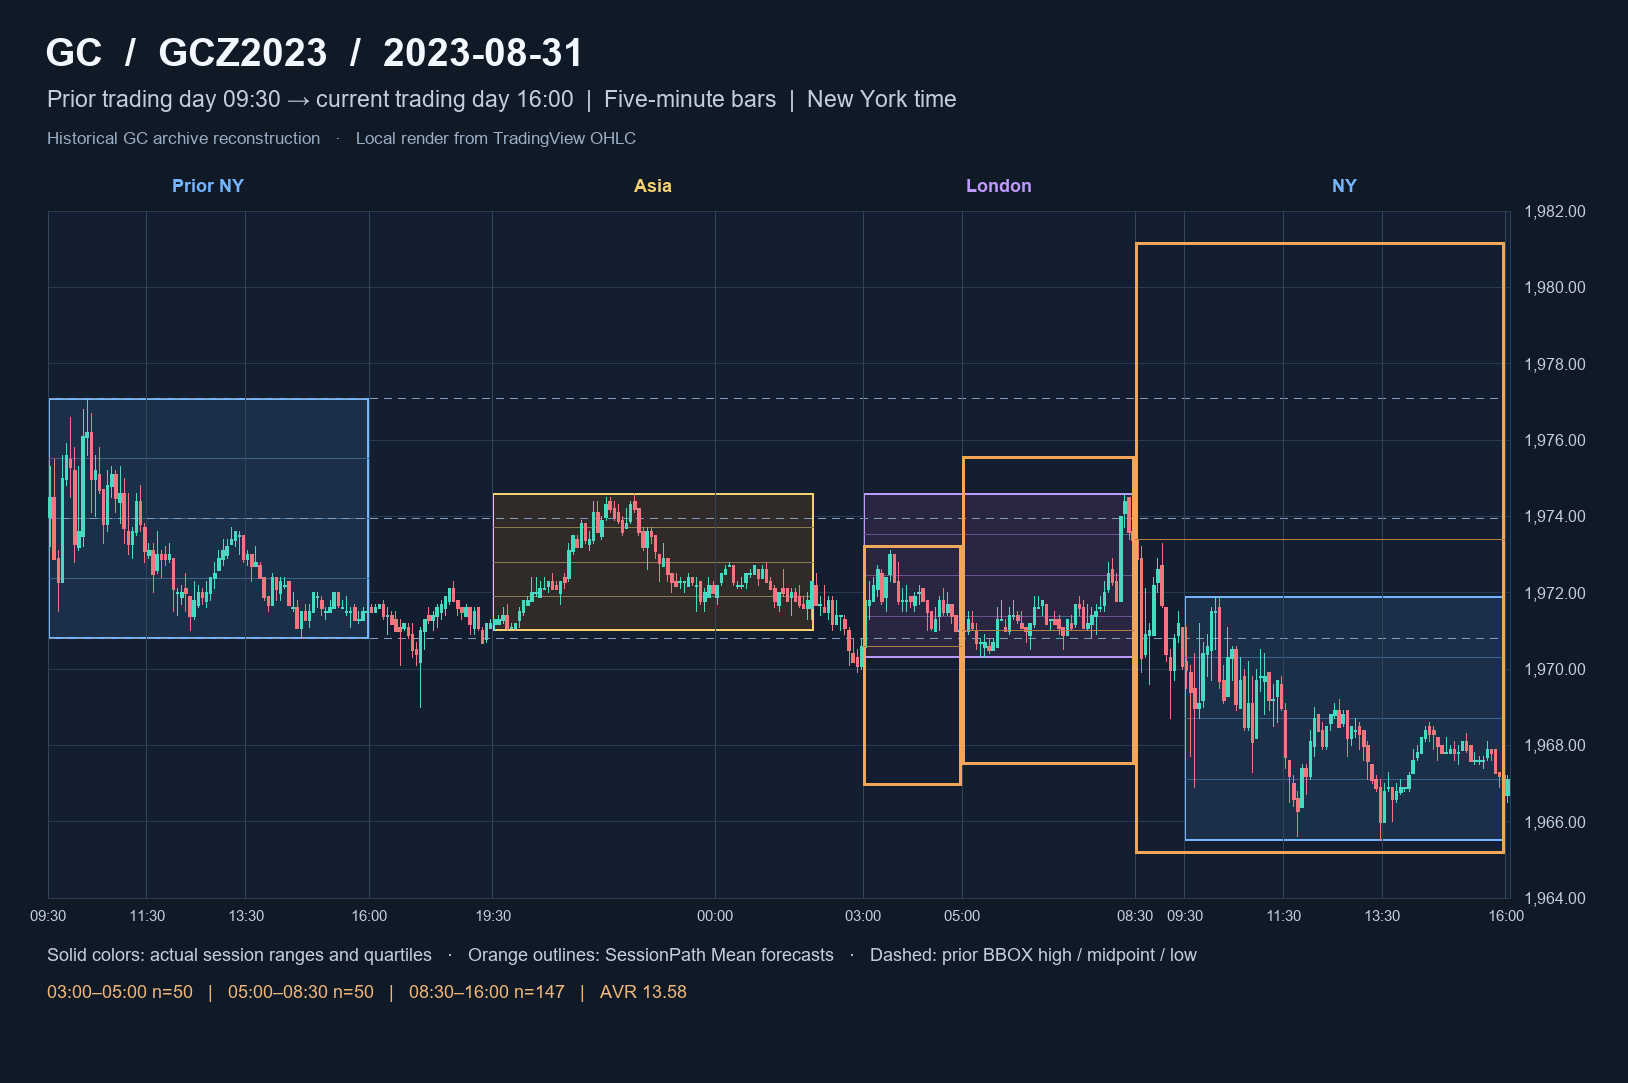 GC / GCZ2023 / 2023-08-31
Prior trading day 09:30 → current trading day 16:00 | Five-minute bars | New York time
Historical GC archive reconstruction · Local render from TradingView OHLC
Prior NY Asia London NY
1,982.00
1,980.00
1,978.00
1,976.00
1,974.00
1,972.00
1,970.00
1,968.00
1,966.00
1,964.00
09:30 11:30 13:30 16:00 19:30 00:00 03:00 05:00 08:30 09:30 11:30 13:30 16:00
Solid colors: actual session ranges and quartiles · Orange outlines: SessionPath Mean forecasts · Dashed: prior BBOX high / midpoint / low
03:00–05:00 n=50 | 05:00–08:30 n=50 | 08:30–16:00 n=147 | AVR 13.58